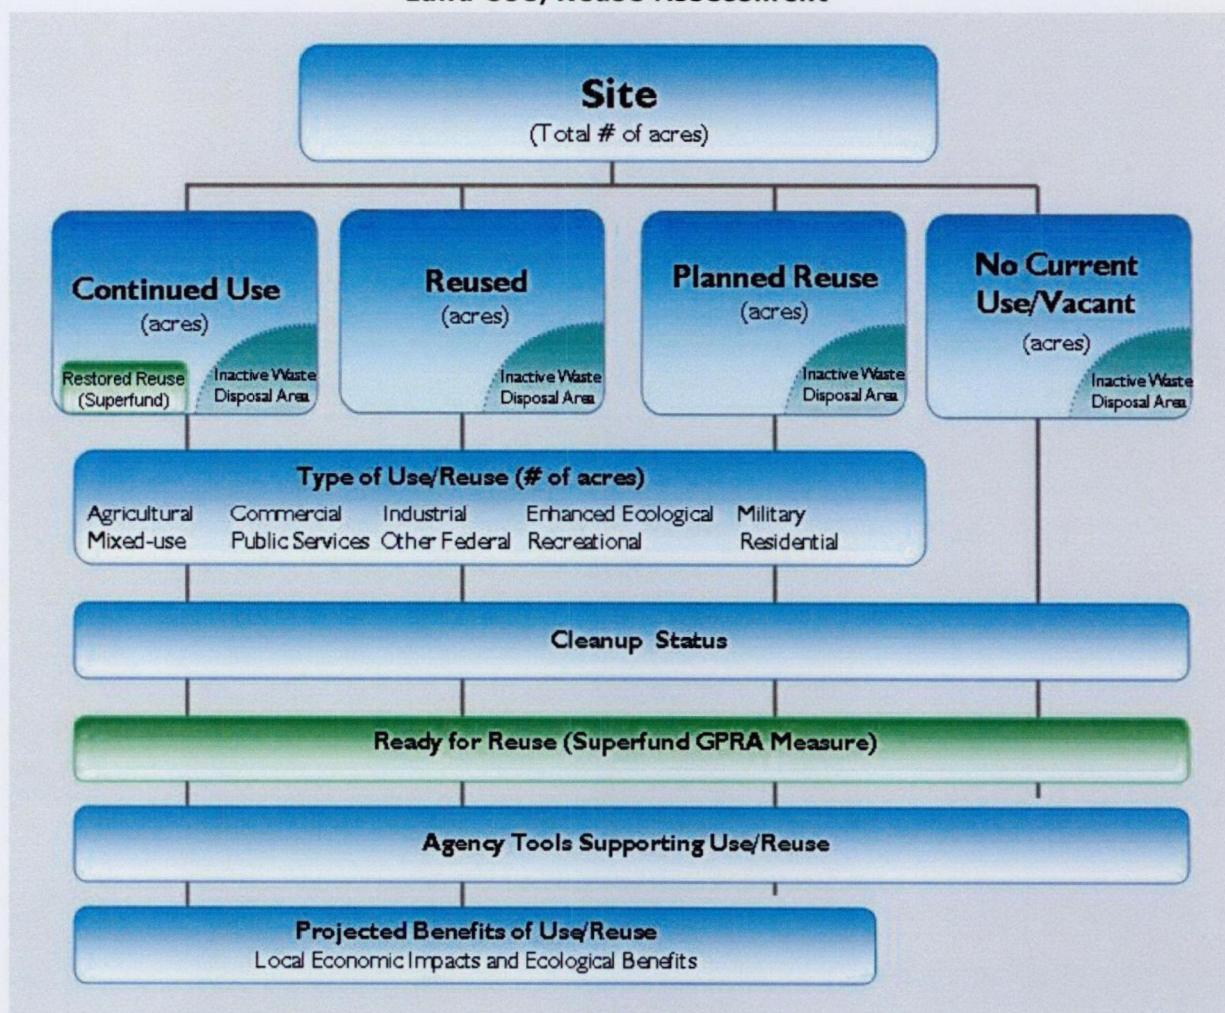 Land Use/Reuse Assessment
Site
(Total # of acres)
Continued Use
(acres)
Restored Reuse
(Superfund)
Inactive Waste
Disposal Area
Reused
(acres)
Inactive Waste
Disposal Area
Planned Reuse
(acres)
Inactive Waste
Disposal Area
No Current
Use/Vacant
(acres)
Inactive Waste
Disposal Area
Type of Use/Reuse (# of acres)
Agricultural Commercial Industrial Enhanced Ecological Military
Mixed-use Public Services Other Federal Recreational Residential
Cleanup Status
Ready for Reuse (Superfund GPRA Measure)
Agency Tools Supporting Use/Reuse
Projected Benefits of Use/Reuse
Local Economic Impacts and Ecological Benefits